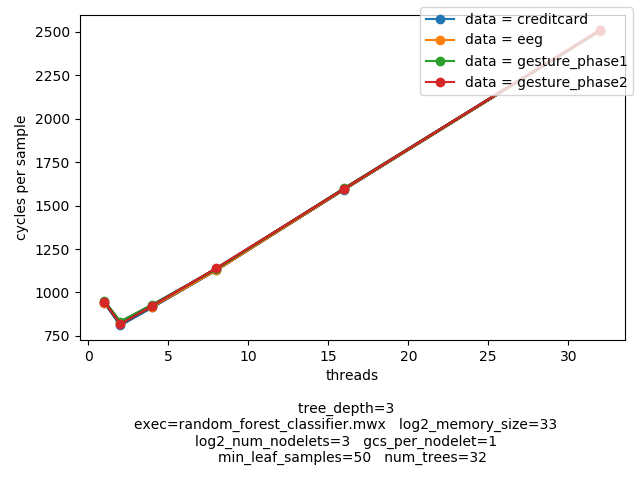 data = creditcard
data = eeg
data = gesture_phase1
data = gesture_phase2
cycles per sample
2500
2250
2000
1750
1500
1250
1000
750
0 5 10 15 20 25 30
threads
tree_depth=3
exec=random_forest_classifier.mwx log2_memory_size=33
log2_num_nodelets=3 gcs_per_nodelet=1
min_leaf_samples=50 num_trees=32